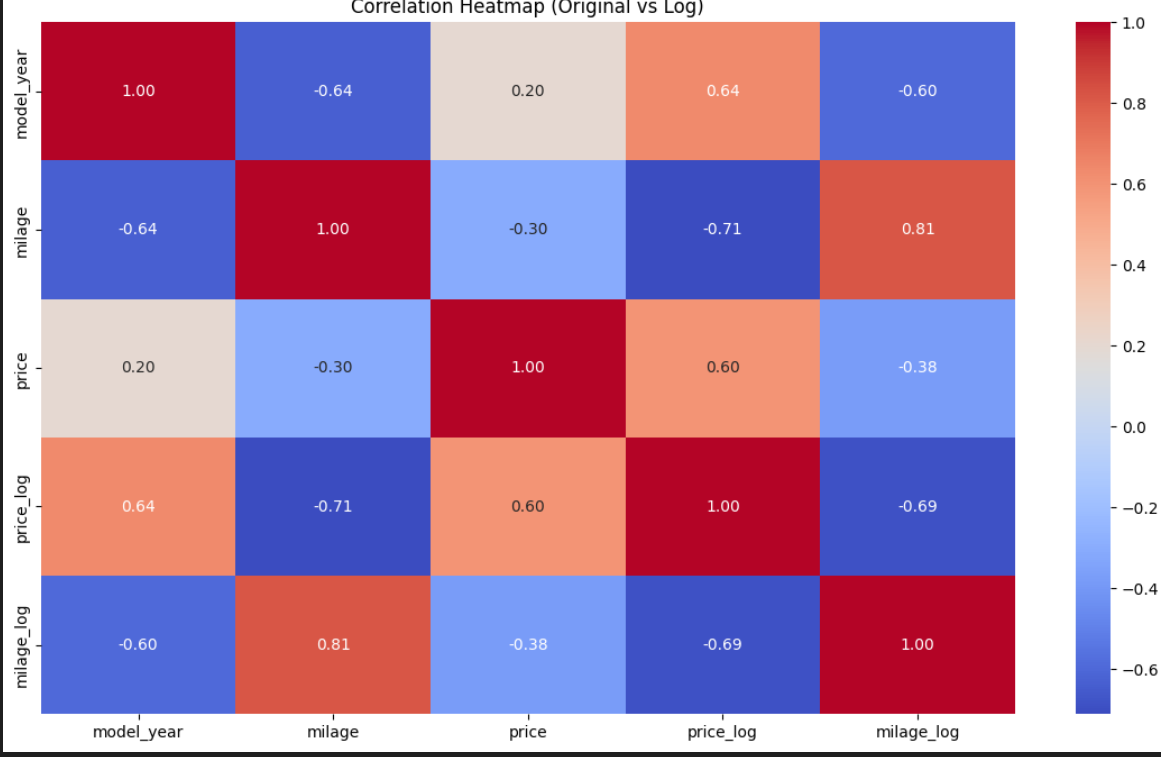 Correlation Heatmap (Original vs Log)
model_year 1.00 -0.64 0.20 0.64 -0.60
milage -0.64 1.00 -0.30 -0.71 0.81
price 0.20 -0.30 1.00 0.60 -0.38
price_log 0.64 -0.71 0.60 1.00 -0.69
milage_log -0.60 0.81 -0.38 -0.69 1.00
model_year milage price price_log milage_log
1.0
0.8
0.6
0.4
0.2
0.0
−0.2
−0.4
−0.6